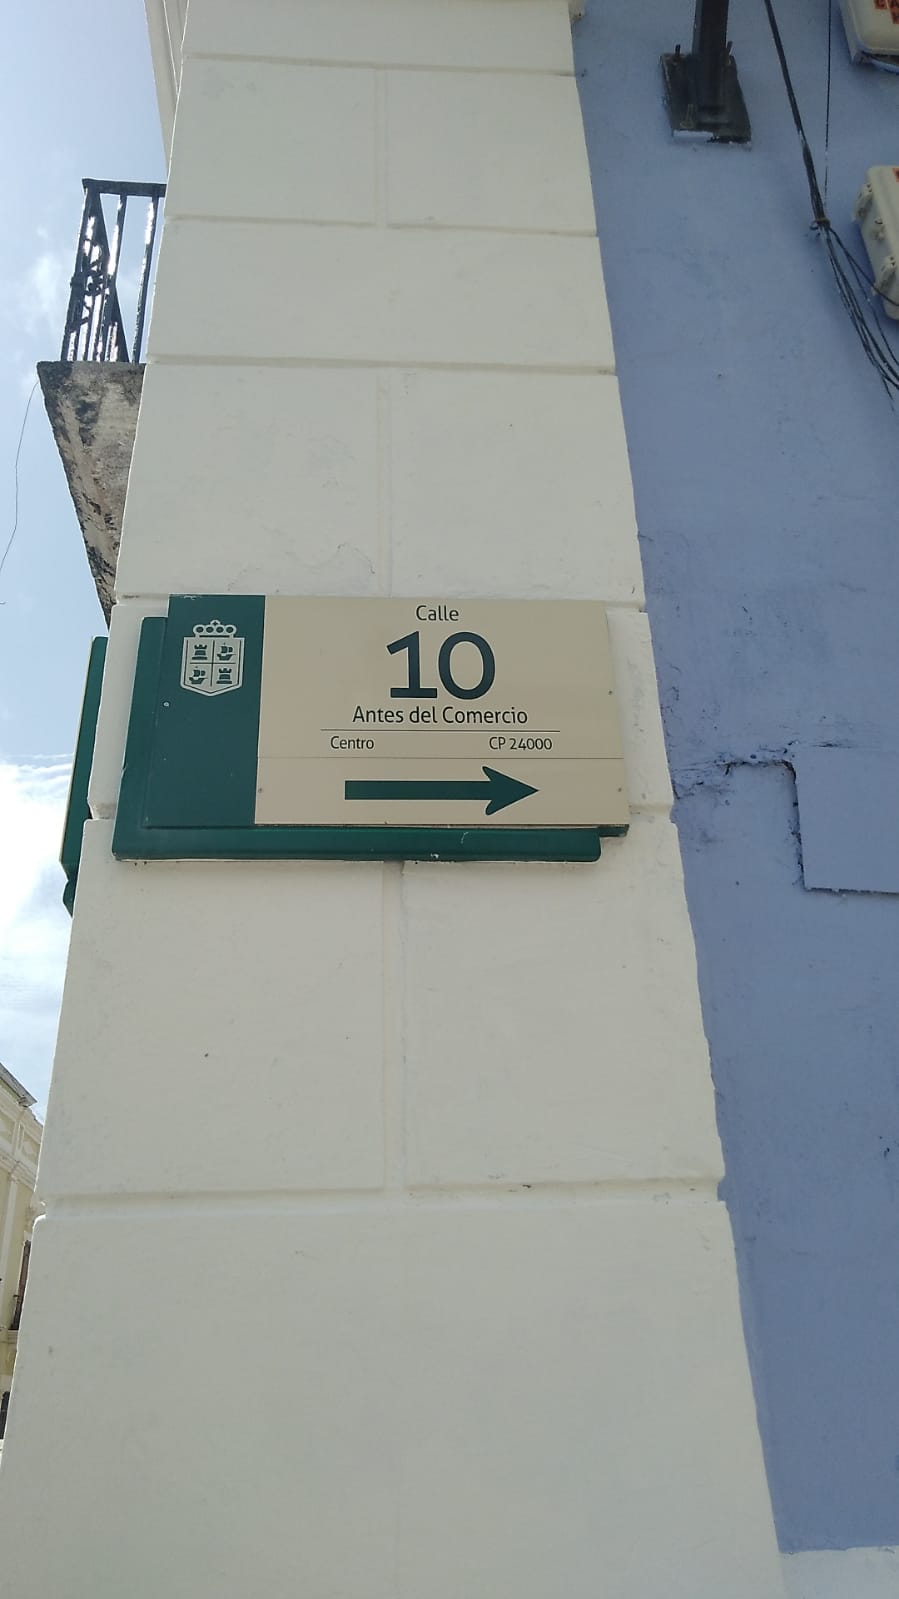 Calle
10
Antes del Comercio
Centro CP 24000